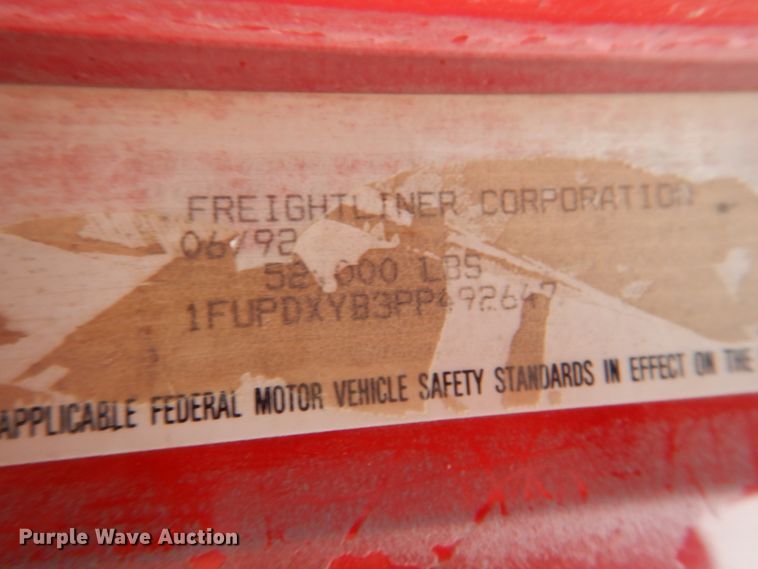 FREIGHTLINER CORPORATION
06/92
52,000 LBS
1FUPDXYB3PP492647
APPLICABLE FEDERAL MOTOR VEHICLE SAFETY STANDARDS IN EFFECT ON THE
Purple Wave Auction